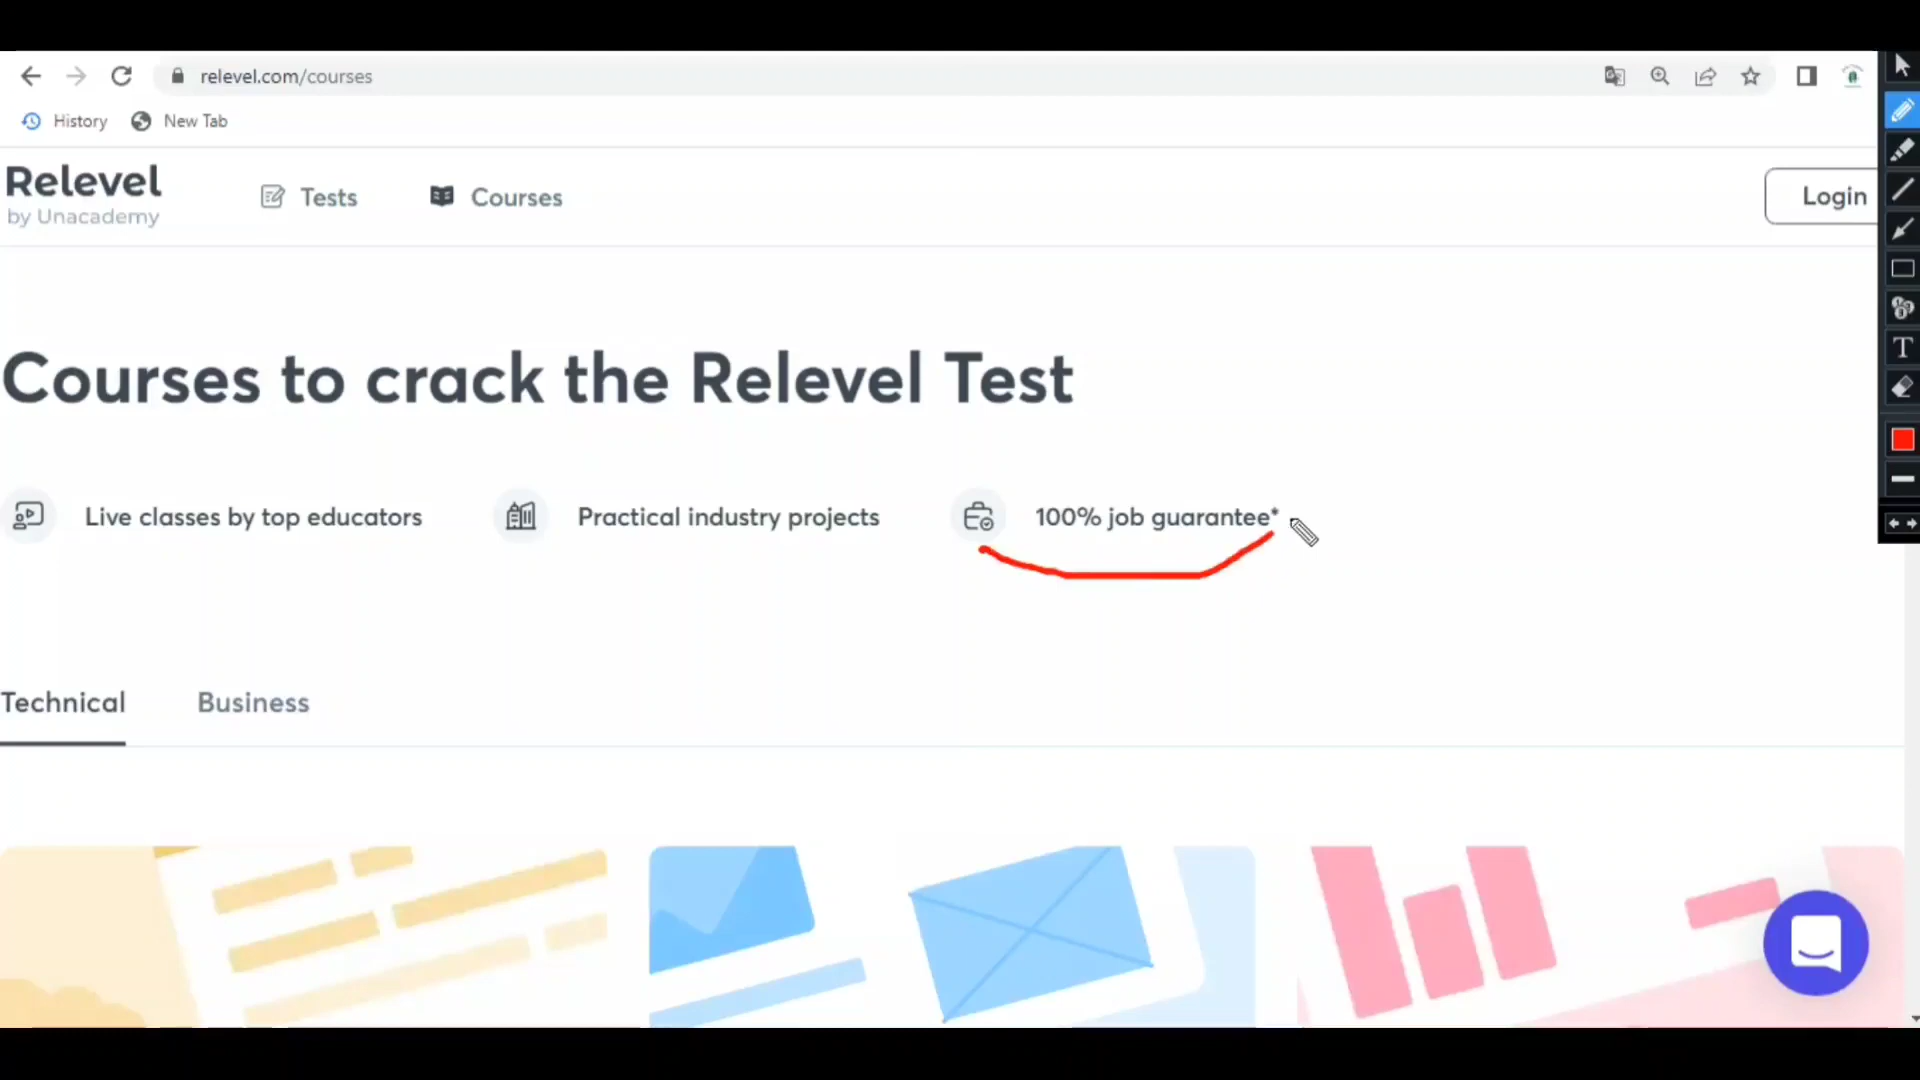 relevel.com/courses
History New Tab
Relevel
by Unacademy
Tests Courses
Login
Courses to crack the Relevel Test
Live classes by top educators Practical industry projects 100% job guarantee*
Technical Business
T